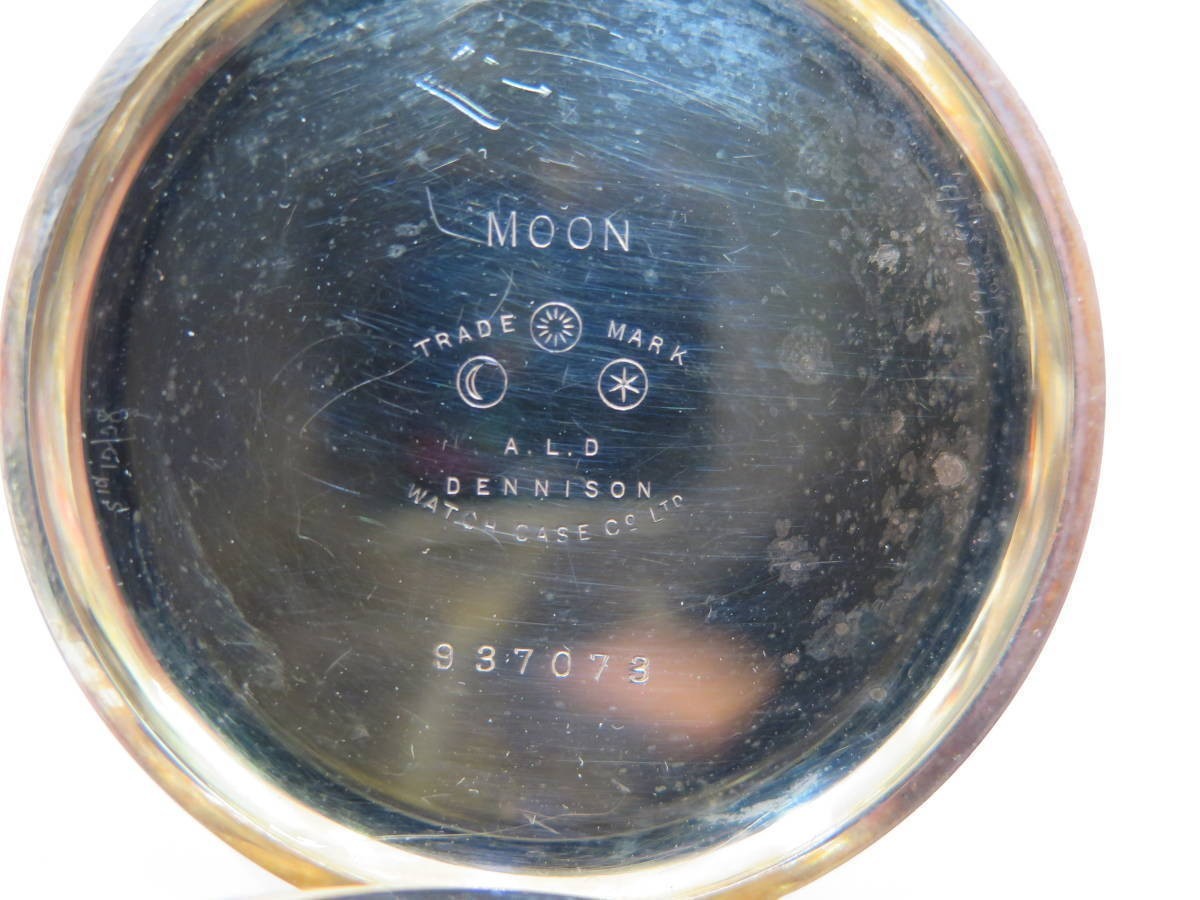 MOON
TRADE MARK
A.L.D
DENNISON
WATCH CASE Co LTD
937073